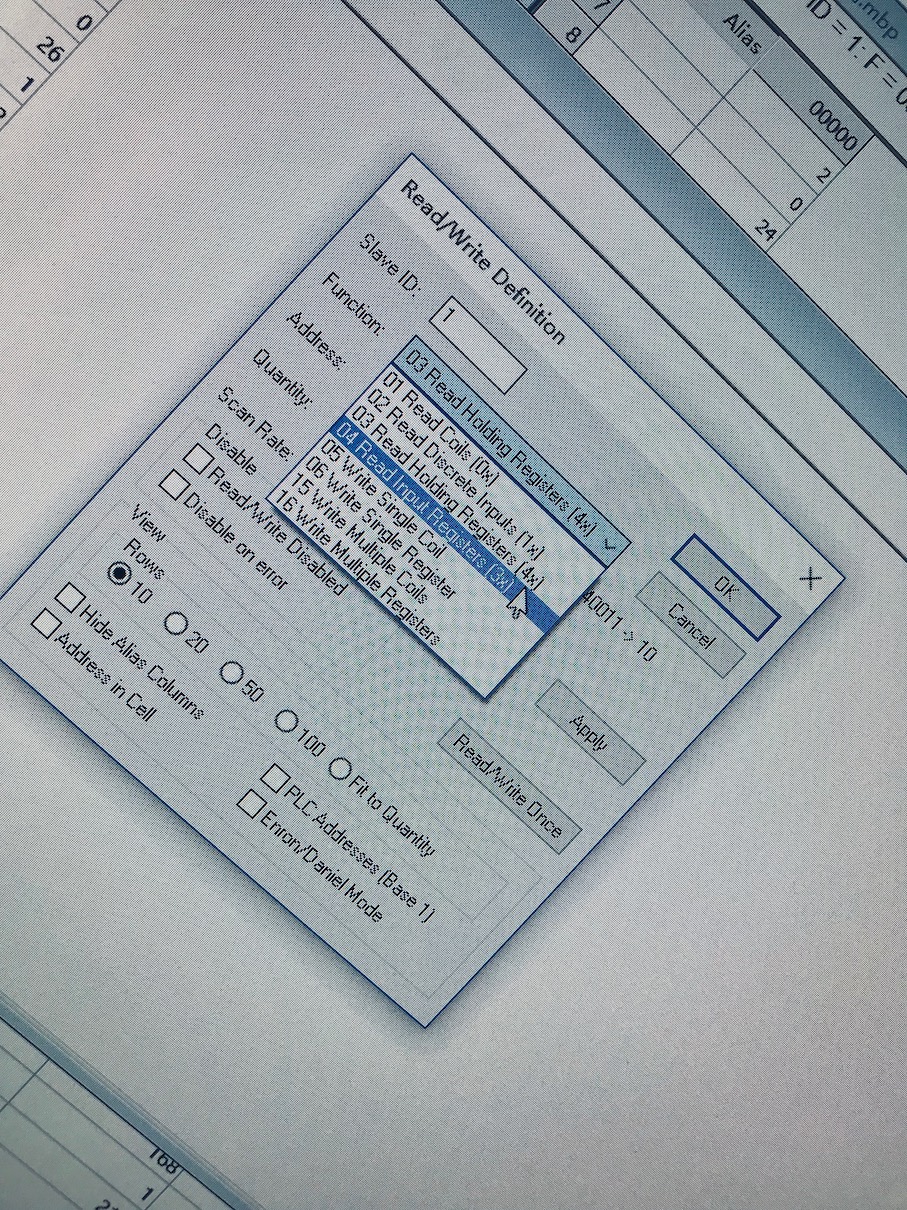 0
26
1
7
8
Alias
00000
2
0
24
.mbp
ID = 1: F = 0
Read/Write Definition
Slave ID:
1
Function:
03 Read Holding Registers (4x)
01 Read Coils (0x)
02 Read Discrete Inputs (1x)
03 Read Holding Registers (4x)
04 Read Input Registers (3x)
05 Write Single Coil
06 Write Single Register
15 Write Multiple Coils
16 Write Multiple Registers
Address:
40011 -> 10
Quantity:
Scan Rate:
Disable
Read/Write Disabled
Disable on error
OK
Cancel
Apply
Read/Write Once
View
Rows
10
20
50
100
Fit to Quantity
Hide Alias Columns
Address in Cell
PLC Addresses (Base 1)
Enron/Daniel Mode
168
1